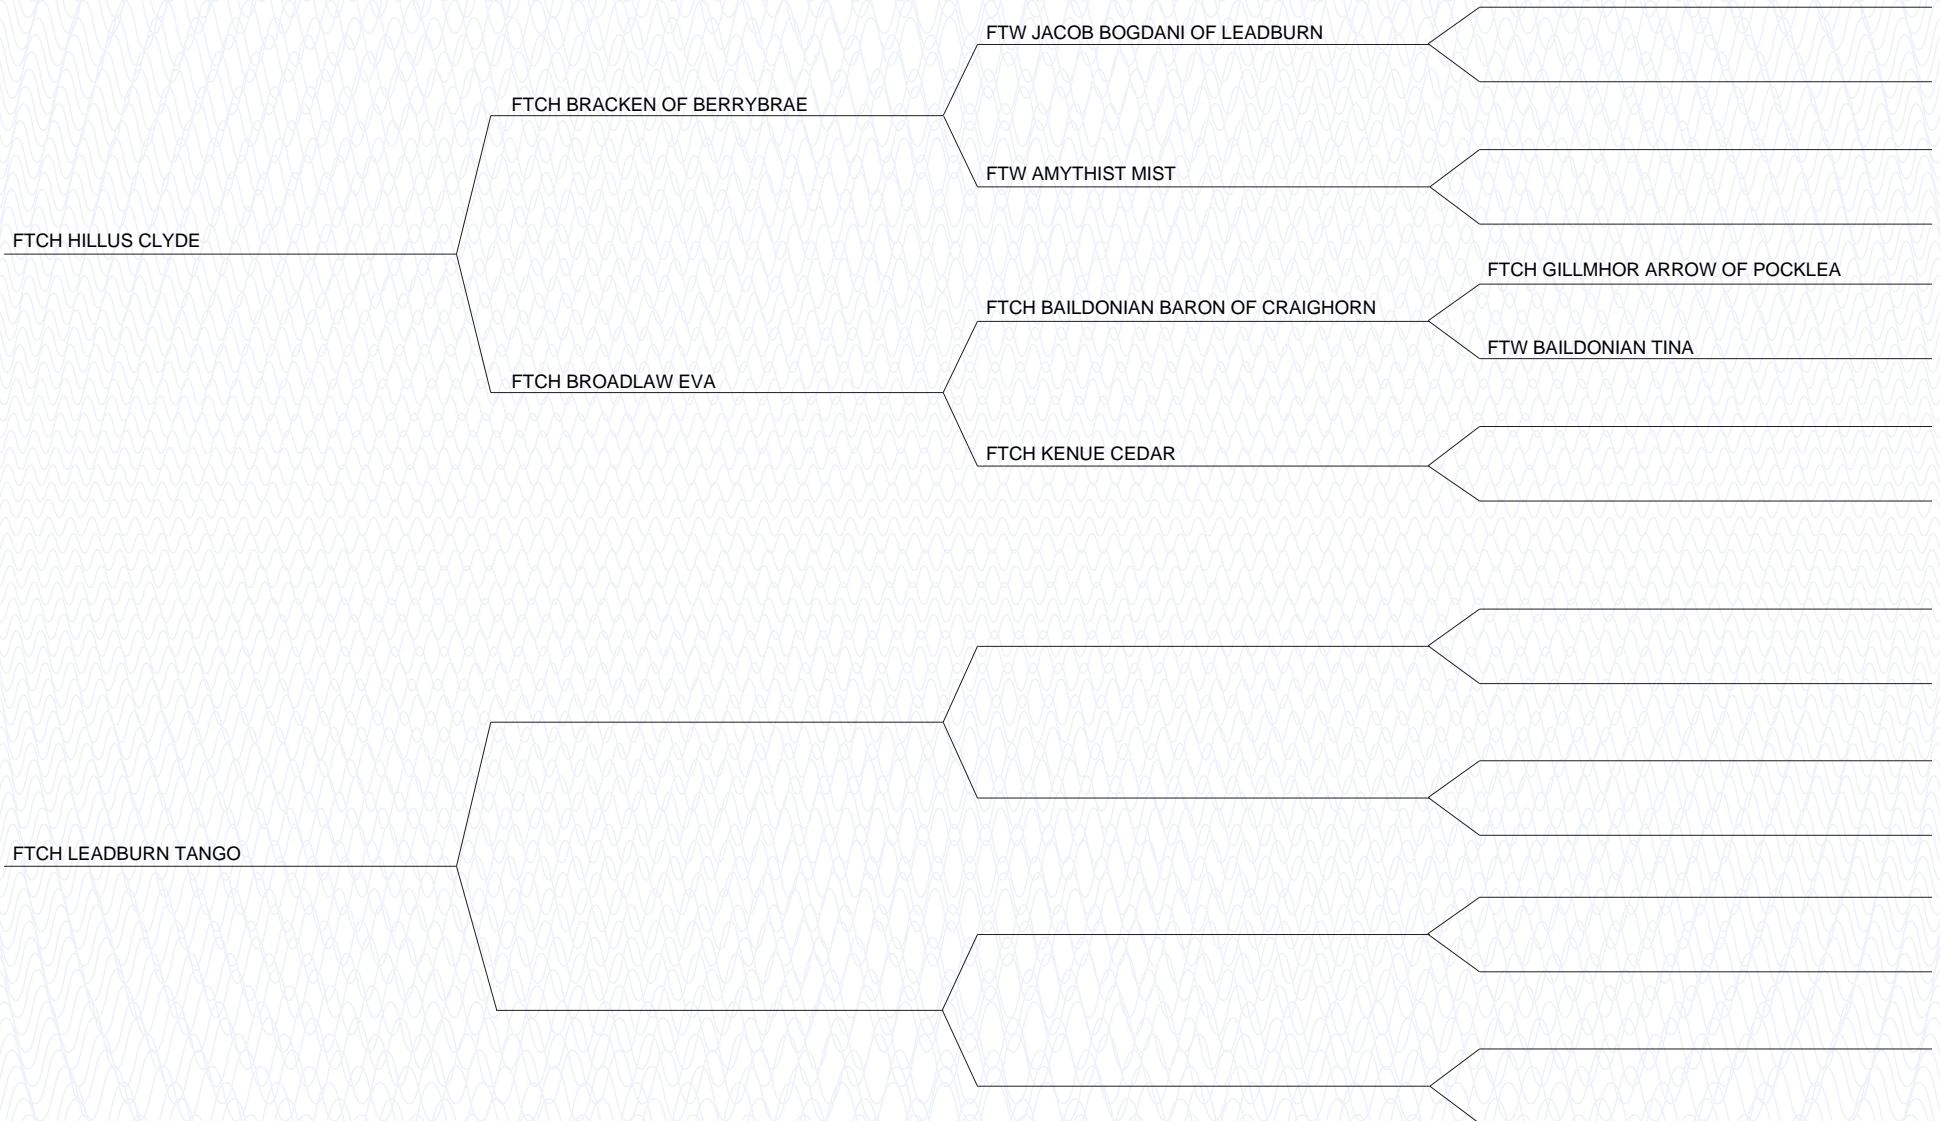 FTW JACOB BOGDANI OF LEADBURN
FTCH BRACKEN OF BERRYBRAE
FTW AMYTHIST MIST
FTCH HILLUS CLYDE
FTCH GILLMHOR ARROW OF POCKLEA
FTCH BAILDONIAN BARON OF CRAIGHORN
FTW BAILDONIAN TINA
FTCH BROADLAW EVA
FTCH KENUE CEDAR
FTCH LEADBURN TANGO